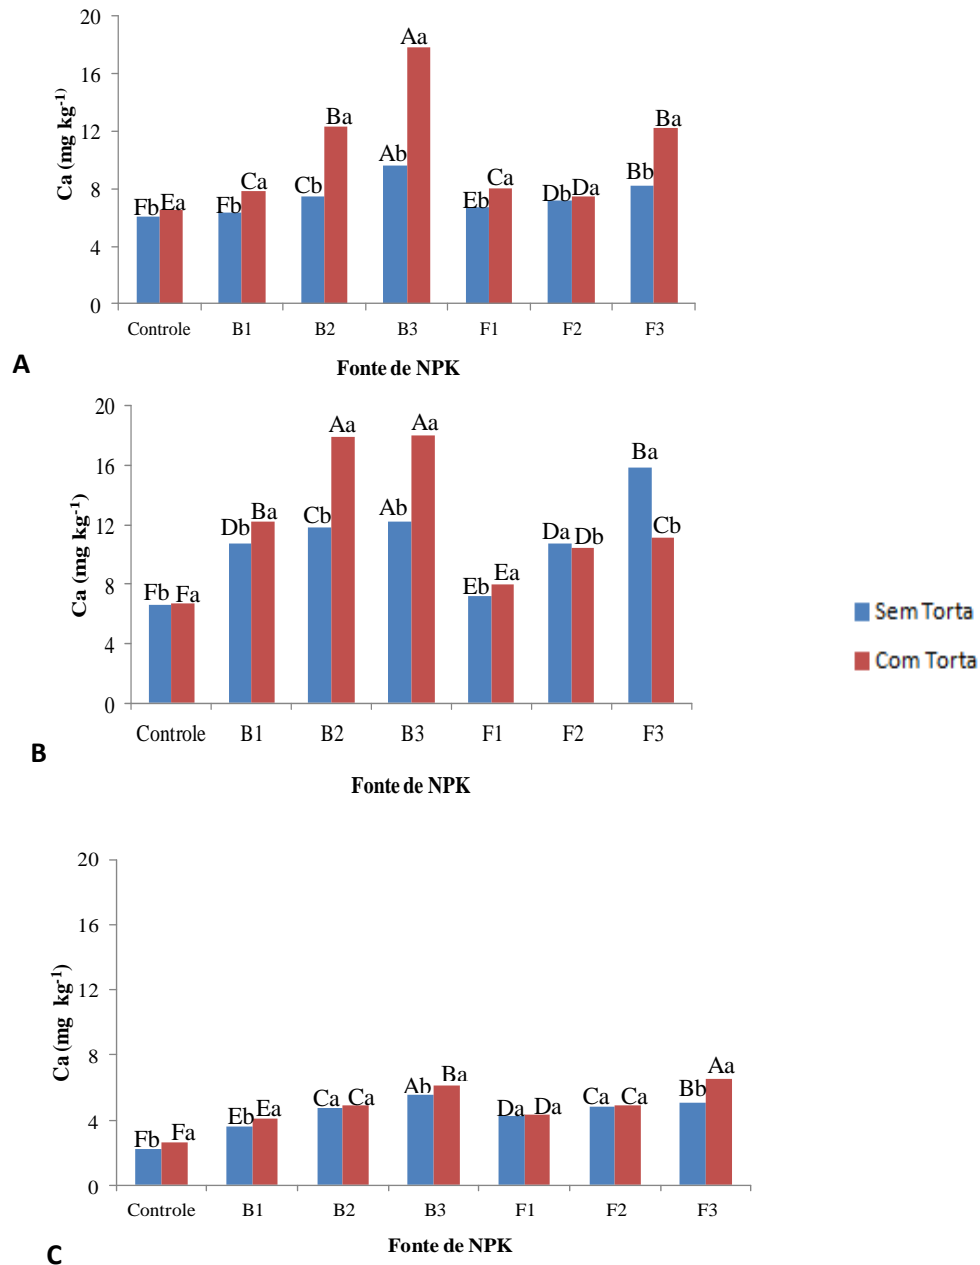 20
16
12
8
4
0
Ca (mg kg-1)
Fb Ea Fb Ca Cb Ba Ab Aa Eb Ca Db Da Bb Ba
Controle B1 B2 B3 F1 F2 F3
Fonte de NPK
A
20
16
12
8
4
0
Ca (mg kg-1)
Fb Fa Db Ba Cb Aa Ab Aa Eb Ea Da Db Ba Cb
Controle B1 B2 B3 F1 F2 F3
Fonte de NPK
B
Sem Torta
Com Torta
20
16
12
8
4
0
Ca (mg kg-1)
Fb Fa Eb Ea Ca Ca Ab Ba Da Da Ca Ca Bb Aa
Controle B1 B2 B3 F1 F2 F3
Fonte de NPK
C